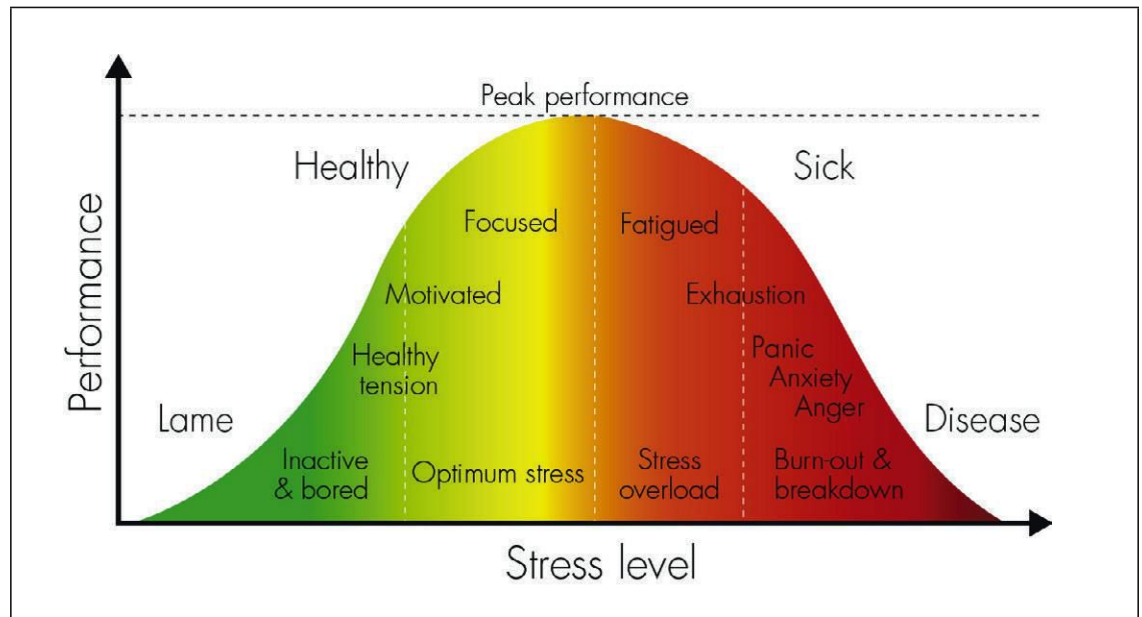 Peak performance
Healthy
Sick
Focused
Fatigued
Motivated
Exhaustion
Healthy
tension
Panic
Anxiety
Anger
Lame
Disease
Inactive
& bored
Optimum stress
Stress
overload
Burn-out &
breakdown
Performance
Stress level